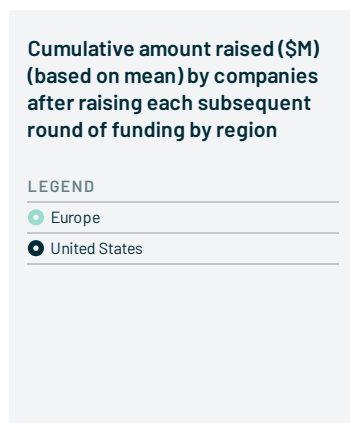 Cumulative amount raised ($M)
(based on mean) by companies
after raising each subsequent
round of funding by region
LEGEND
Europe
United States